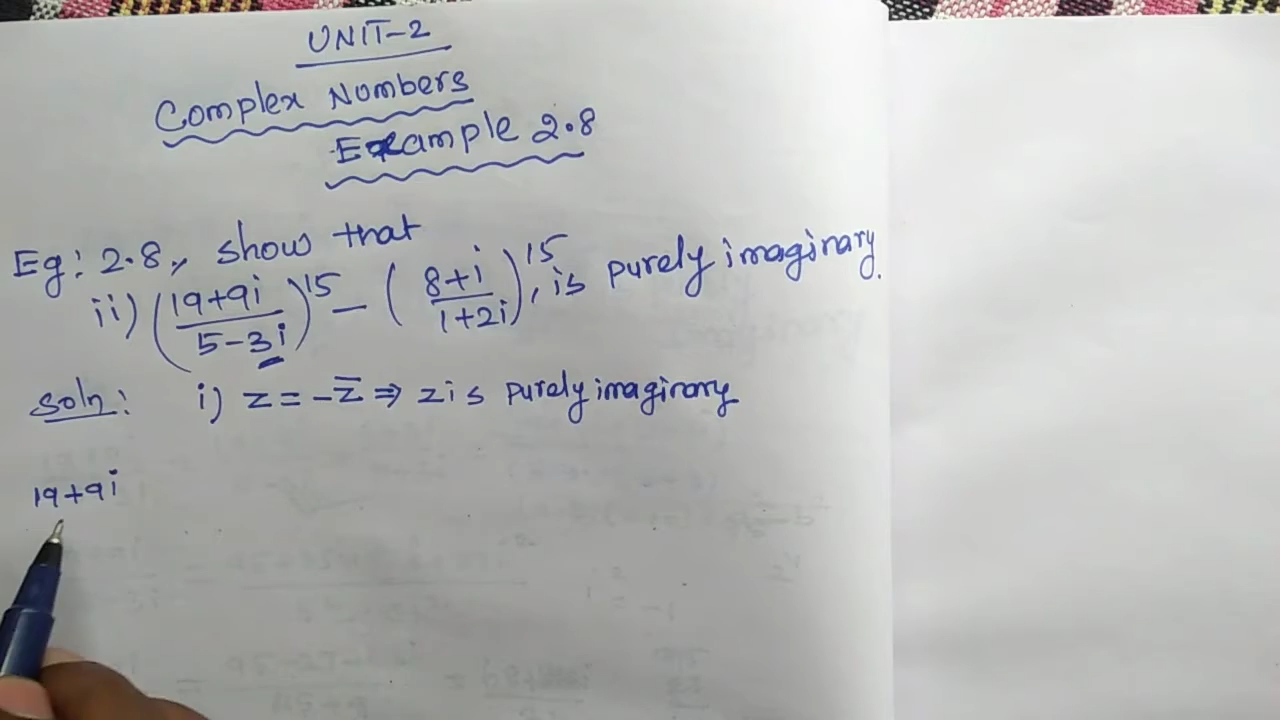 UNIT-2
Complex Numbers
Example 2.8
Eg: 2.8, show that
ii) (19+9i / 5-3i)^15 - (8+i / 1+2i)^15, is purely imaginary.
Soln: i) z = -z̅ ⇒ z is purely imaginary
19+9i